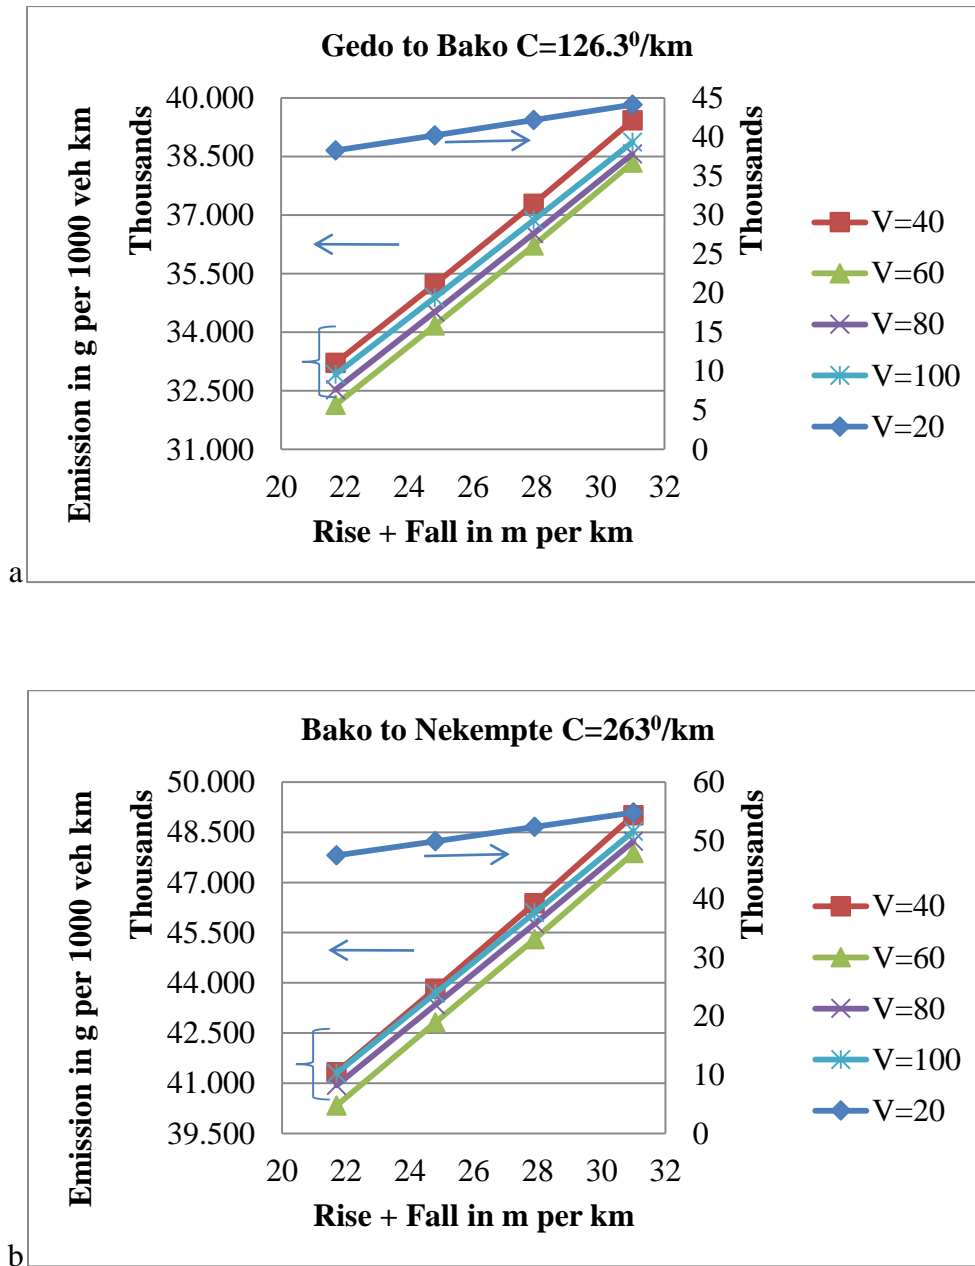 Gedo to Bako C=126.3⁰/km
Emission in g per 1000 veh km
Thousands
40.000
38.500
37.000
35.500
34.000
32.500
31.000
45
40
35
30
25
20
15
10
5
0
Thousands
20 22 24 26 28 30 32
Rise + Fall in m per km
V=40
V=60
V=80
V=100
V=20
a
Bako to Nekempte C=263⁰/km
Emission in g per 1000 veh km
Thousands
50.000
48.500
47.000
45.500
44.000
42.500
41.000
39.500
60
50
40
30
20
10
0
Thousands
20 22 24 26 28 30 32
Rise + Fall in m per km
V=40
V=60
V=80
V=100
V=20
b